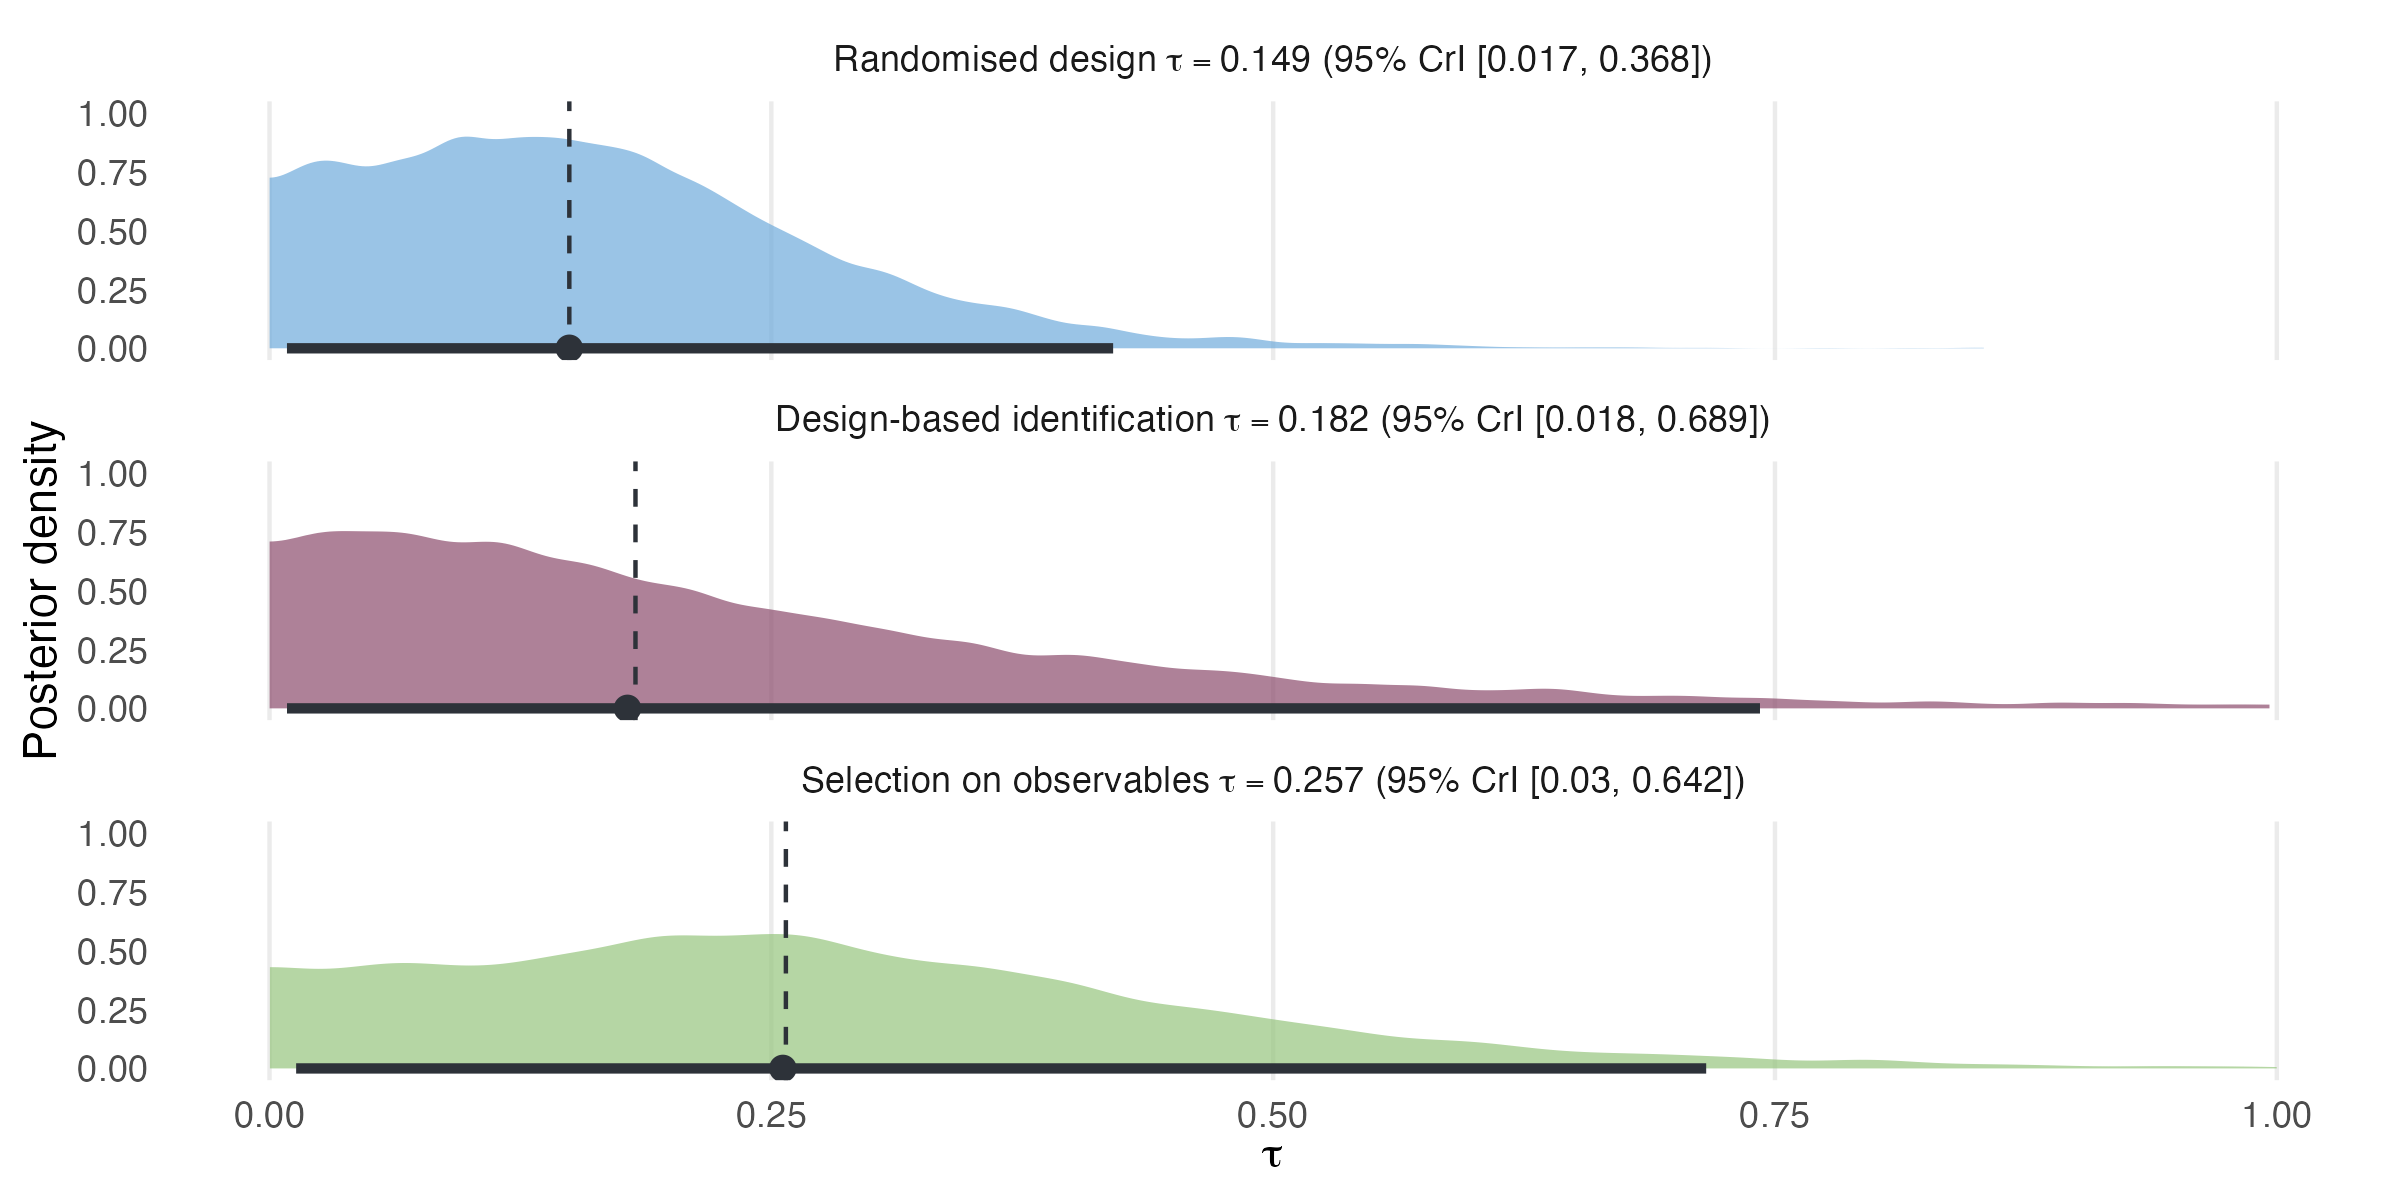 Randomised design τ = 0.149 (95% CrI [0.017, 0.368])
1.00
0.75
0.50
0.25
0.00
Design-based identification τ = 0.182 (95% CrI [0.018, 0.689])
1.00
0.75
0.50
0.25
0.00
Posterior density
Selection on observables τ = 0.257 (95% CrI [0.03, 0.642])
1.00
0.75
0.50
0.25
0.00
0.00 0.25 0.50 0.75 1.00
τ